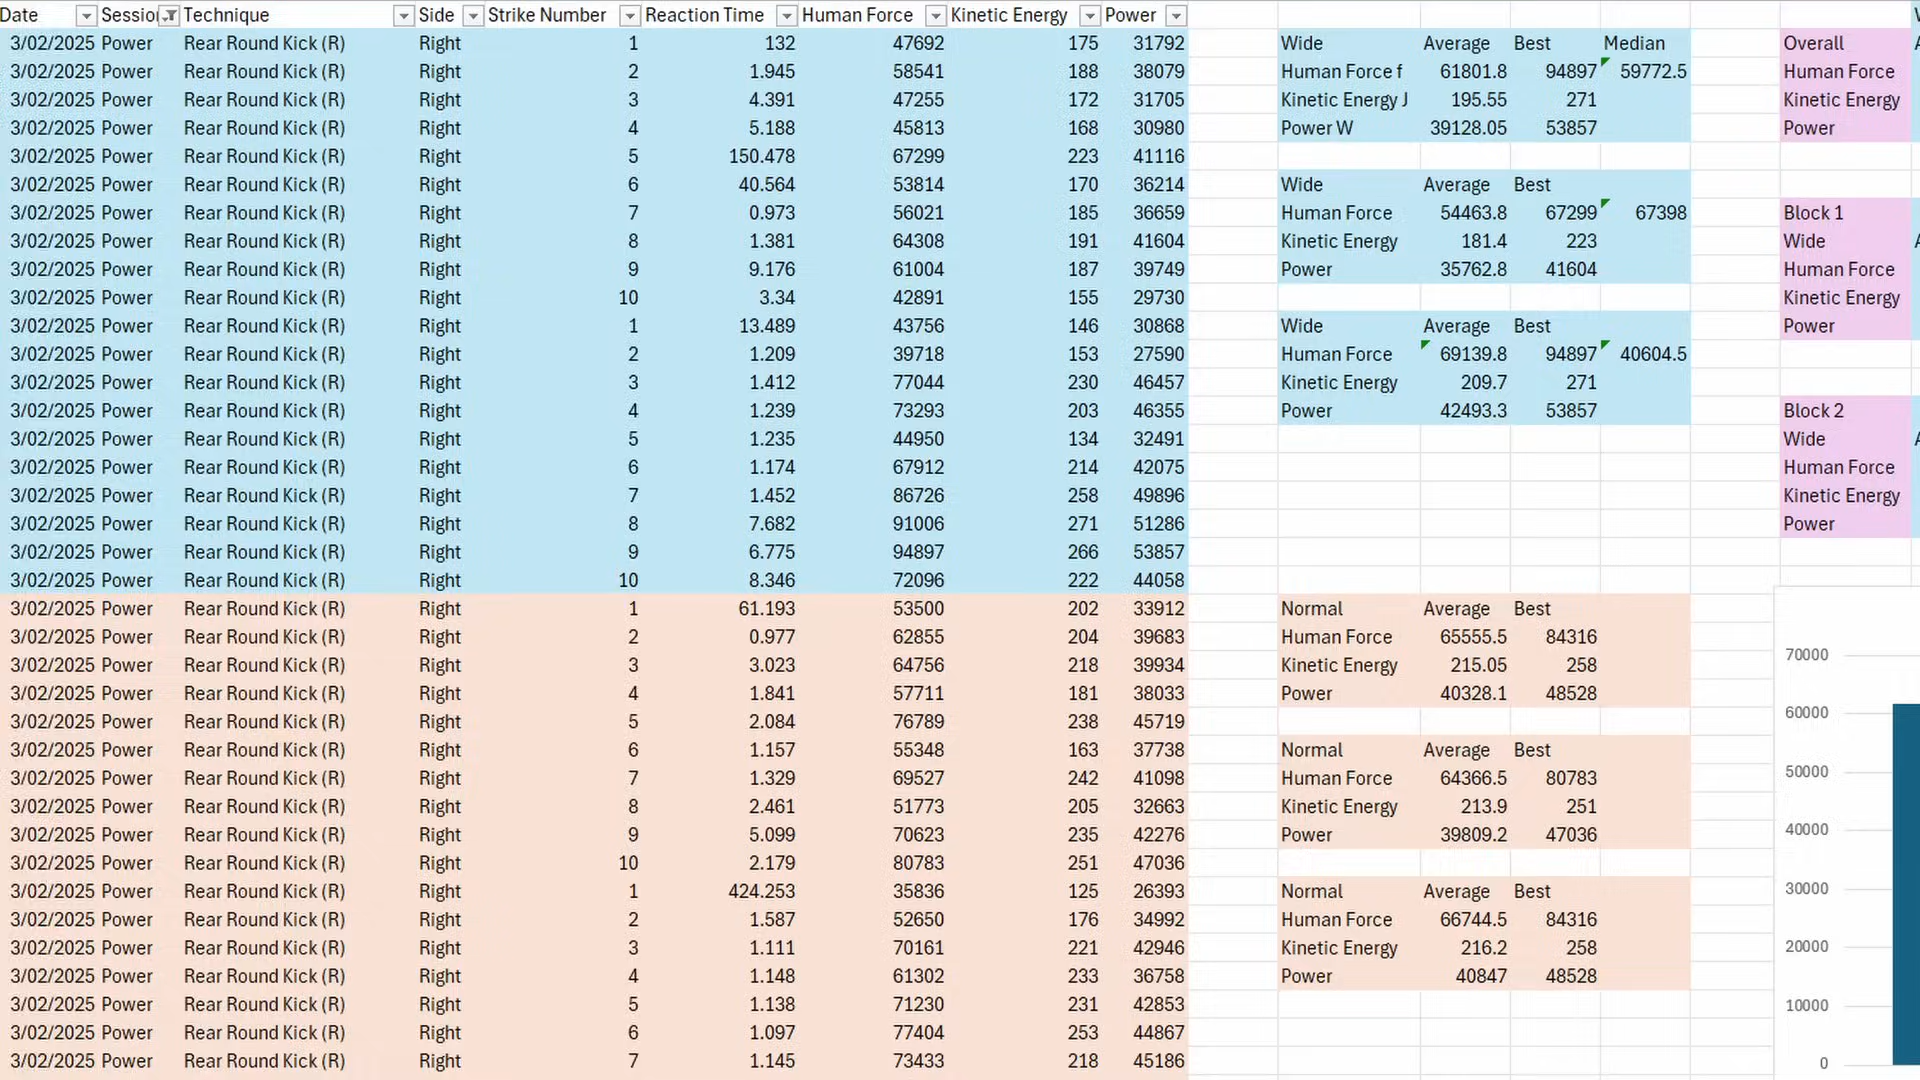 Date Session Technique Side Strike Number Reaction Time Human Force Kinetic Energy Power
3/02/2025 Power Rear Round Kick (R) Right 1 132 47692 175 31792 Wide Average Best Median Overall
3/02/2025 Power Rear Round Kick (R) Right 2 1.945 58541 188 38079 Human Force f 61801.8 94897 59772.5 Human Force
3/02/2025 Power Rear Round Kick (R) Right 3 4.391 47255 172 31705 Kinetic Energy J 195.55 271 Kinetic Energy
3/02/2025 Power Rear Round Kick (R) Right 4 5.188 45813 168 30980 Power W 39128.05 53857 Power
3/02/2025 Power Rear Round Kick (R) Right 5 150.478 67299 223 41116
3/02/2025 Power Rear Round Kick (R) Right 6 40.564 53814 170 36214 Wide Average Best
3/02/2025 Power Rear Round Kick (R) Right 7 0.973 56021 185 36659 Human Force 54463.8 67299 67398 Block 1
3/02/2025 Power Rear Round Kick (R) Right 8 1.381 64308 191 41604 Kinetic Energy 181.4 223 Wide
3/02/2025 Power Rear Round Kick (R) Right 9 9.176 61004 187 39749 Power 35762.8 41604 Human Force
3/02/2025 Power Rear Round Kick (R) Right 10 3.34 42891 155 29730 Kinetic Energy
3/02/2025 Power Rear Round Kick (R) Right 1 13.489 43756 146 30868 Wide Average Best Power
3/02/2025 Power Rear Round Kick (R) Right 2 1.209 39718 153 27590 Human Force 69139.8 94897 40604.5
3/02/2025 Power Rear Round Kick (R) Right 3 1.412 77044 230 46457 Kinetic Energy 209.7 271
3/02/2025 Power Rear Round Kick (R) Right 4 1.239 73293 203 46355 Power 42493.3 53857 Block 2
3/02/2025 Power Rear Round Kick (R) Right 5 1.235 44950 134 32491 Wide
3/02/2025 Power Rear Round Kick (R) Right 6 1.174 67912 214 42075 Human Force
3/02/2025 Power Rear Round Kick (R) Right 7 1.452 86726 258 49896 Kinetic Energy
3/02/2025 Power Rear Round Kick (R) Right 8 7.682 91006 271 51286 Power
3/02/2025 Power Rear Round Kick (R) Right 9 6.775 94897 266 53857
3/02/2025 Power Rear Round Kick (R) Right 10 8.346 72096 222 44058
3/02/2025 Power Rear Round Kick (R) Right 1 61.193 53500 202 33912 Normal Average Best
3/02/2025 Power Rear Round Kick (R) Right 2 0.977 62855 204 39683 Human Force 65555.5 84316
3/02/2025 Power Rear Round Kick (R) Right 3 3.023 64756 218 39934 Kinetic Energy 215.05 258 70000
3/02/2025 Power Rear Round Kick (R) Right 4 1.841 57711 181 38033 Power 40328.1 48528
3/02/2025 Power Rear Round Kick (R) Right 5 2.084 76789 238 45719 60000
3/02/2025 Power Rear Round Kick (R) Right 6 1.157 55348 163 37738 Normal Average Best
3/02/2025 Power Rear Round Kick (R) Right 7 1.329 69527 242 41098 Human Force 64366.5 80783 50000
3/02/2025 Power Rear Round Kick (R) Right 8 2.461 51773 205 32663 Kinetic Energy 213.9 251
3/02/2025 Power Rear Round Kick (R) Right 9 5.099 70623 235 42276 Power 39809.2 47036 40000
3/02/2025 Power Rear Round Kick (R) Right 10 2.179 80783 251 47036
3/02/2025 Power Rear Round Kick (R) Right 1 424.253 35836 125 26393 Normal Average Best 30000
3/02/2025 Power Rear Round Kick (R) Right 2 1.587 52650 176 34992 Human Force 66744.5 84316
3/02/2025 Power Rear Round Kick (R) Right 3 1.111 70161 221 42946 Kinetic Energy 216.2 258 20000
3/02/2025 Power Rear Round Kick (R) Right 4 1.148 61302 233 36758 Power 40847 48528
3/02/2025 Power Rear Round Kick (R) Right 5 1.138 71230 231 42853 10000
3/02/2025 Power Rear Round Kick (R) Right 6 1.097 77404 253 44867
3/02/2025 Power Rear Round Kick (R) Right 7 1.145 73433 218 45186 0